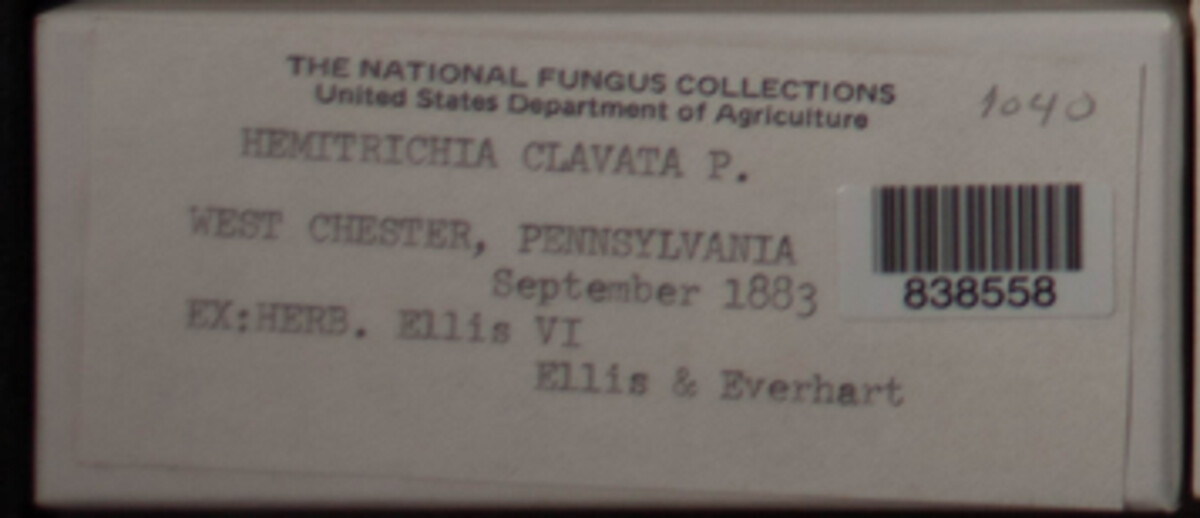 THE NATIONAL FUNGUS COLLECTIONS
United States Department of Agriculture
1040
HEMITRICHIA CLAVATA P.
WEST CHESTER, PENNSYLVANIA
September 1883
838558
EX:HERB. Ellis VI
Ellis & Everhart